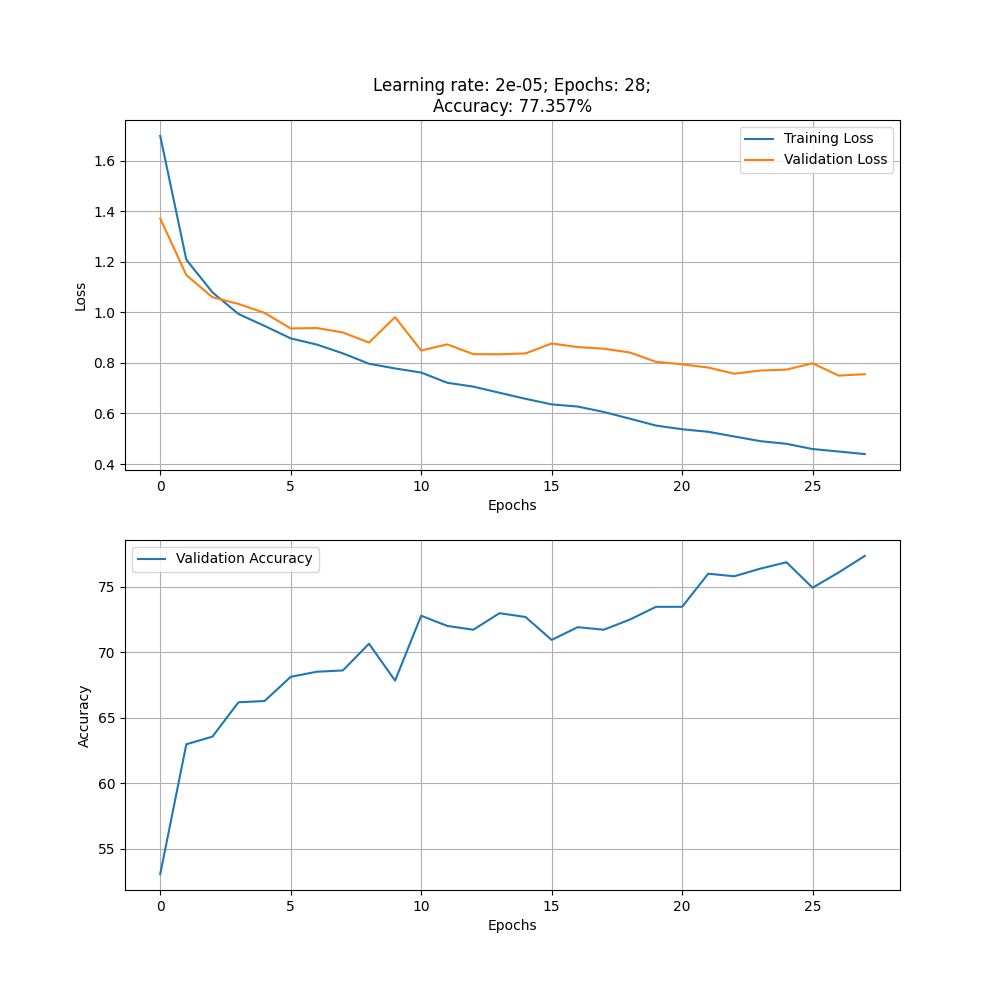 Learning rate: 2e-05; Epochs: 28;
Accuracy: 77.357%
Training Loss
Validation Loss
1.6
1.4
1.2
1.0
0.8
0.6
0.4
Loss
0 5 10 15 20 25
Epochs
Validation Accuracy
75
70
65
60
55
Accuracy
0 5 10 15 20 25
Epochs